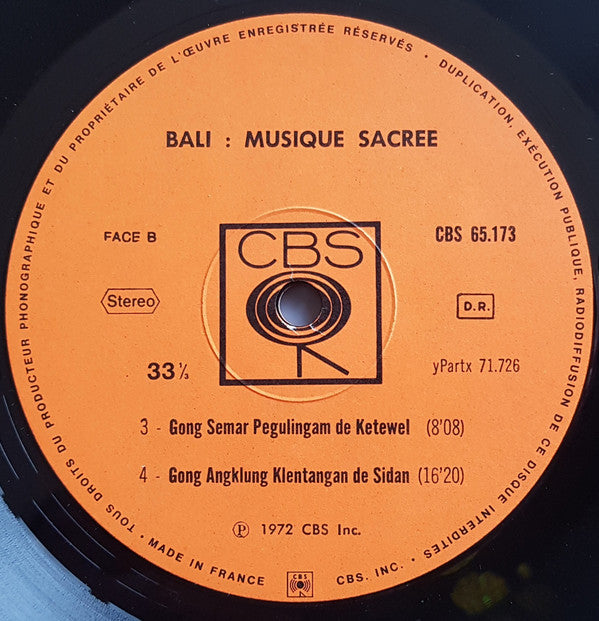 TOUS DROITS DU PRODUCTEUR PHONOGRAPHIQUE ET DU PROPRIÉTAIRE DE L'ŒUVRE ENREGISTRÉE RÉSERVÉS • DUPLICATION, EXÉCUTION PUBLIQUE, RADIODIFFUSION DE CE DISQUE INTERDITES •
BALI : MUSIQUE SACREE
FACE B
CBS
CBS 65.173
Stereo
D.R.
33⅓
yPartx 71.726
3 - Gong Semar Pegulingam de Ketewel (8'08)
4 - Gong Angklung Klentangan de Sidan (16'20)
Ⓟ 1972 CBS Inc.
• MADE IN FRANCE
CBS
CBS. INC. •